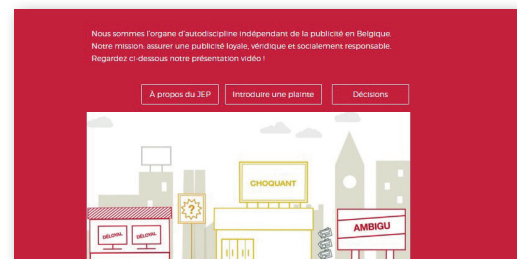 Nous sommes l'organe d'autodiscipline indépendant de la publicité en Belgique.
Notre mission: assurer une publicité loyale, véridique et socialement responsable.
Regardez ci-dessous notre présentation vidéo !
À propos du JEP
Introduire une plainte
Décisions
CHOQUANT
?
DÉLOYAL
DÉLOYAL
AMBIGU